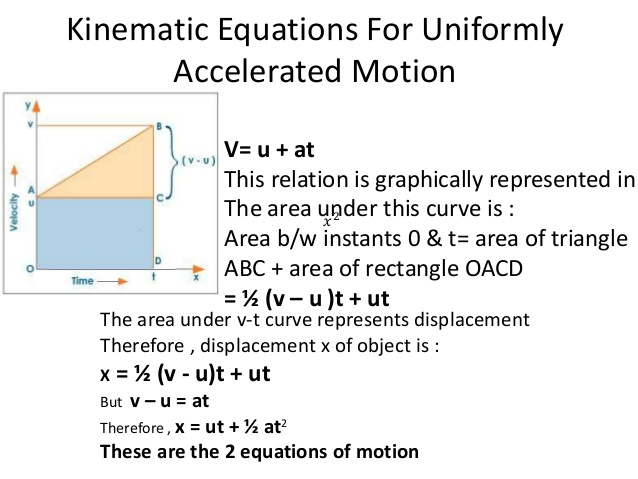 Kinematic Equations For Uniformly
Accelerated Motion
y
v
B
(v - u)
A
u
C
Velocity
O
D
Time
t
x
V= u + at
This relation is graphically represented in
The area under this curve is :
x²
Area b/w instants 0 & t= area of triangle
ABC + area of rectangle OACD
= ½ (v – u )t + ut
The area under v-t curve represents displacement
Therefore , displacement x of object is :
x = ½ (v - u)t + ut
But v – u = at
Therefore , x = ut + ½ at²
These are the 2 equations of motion